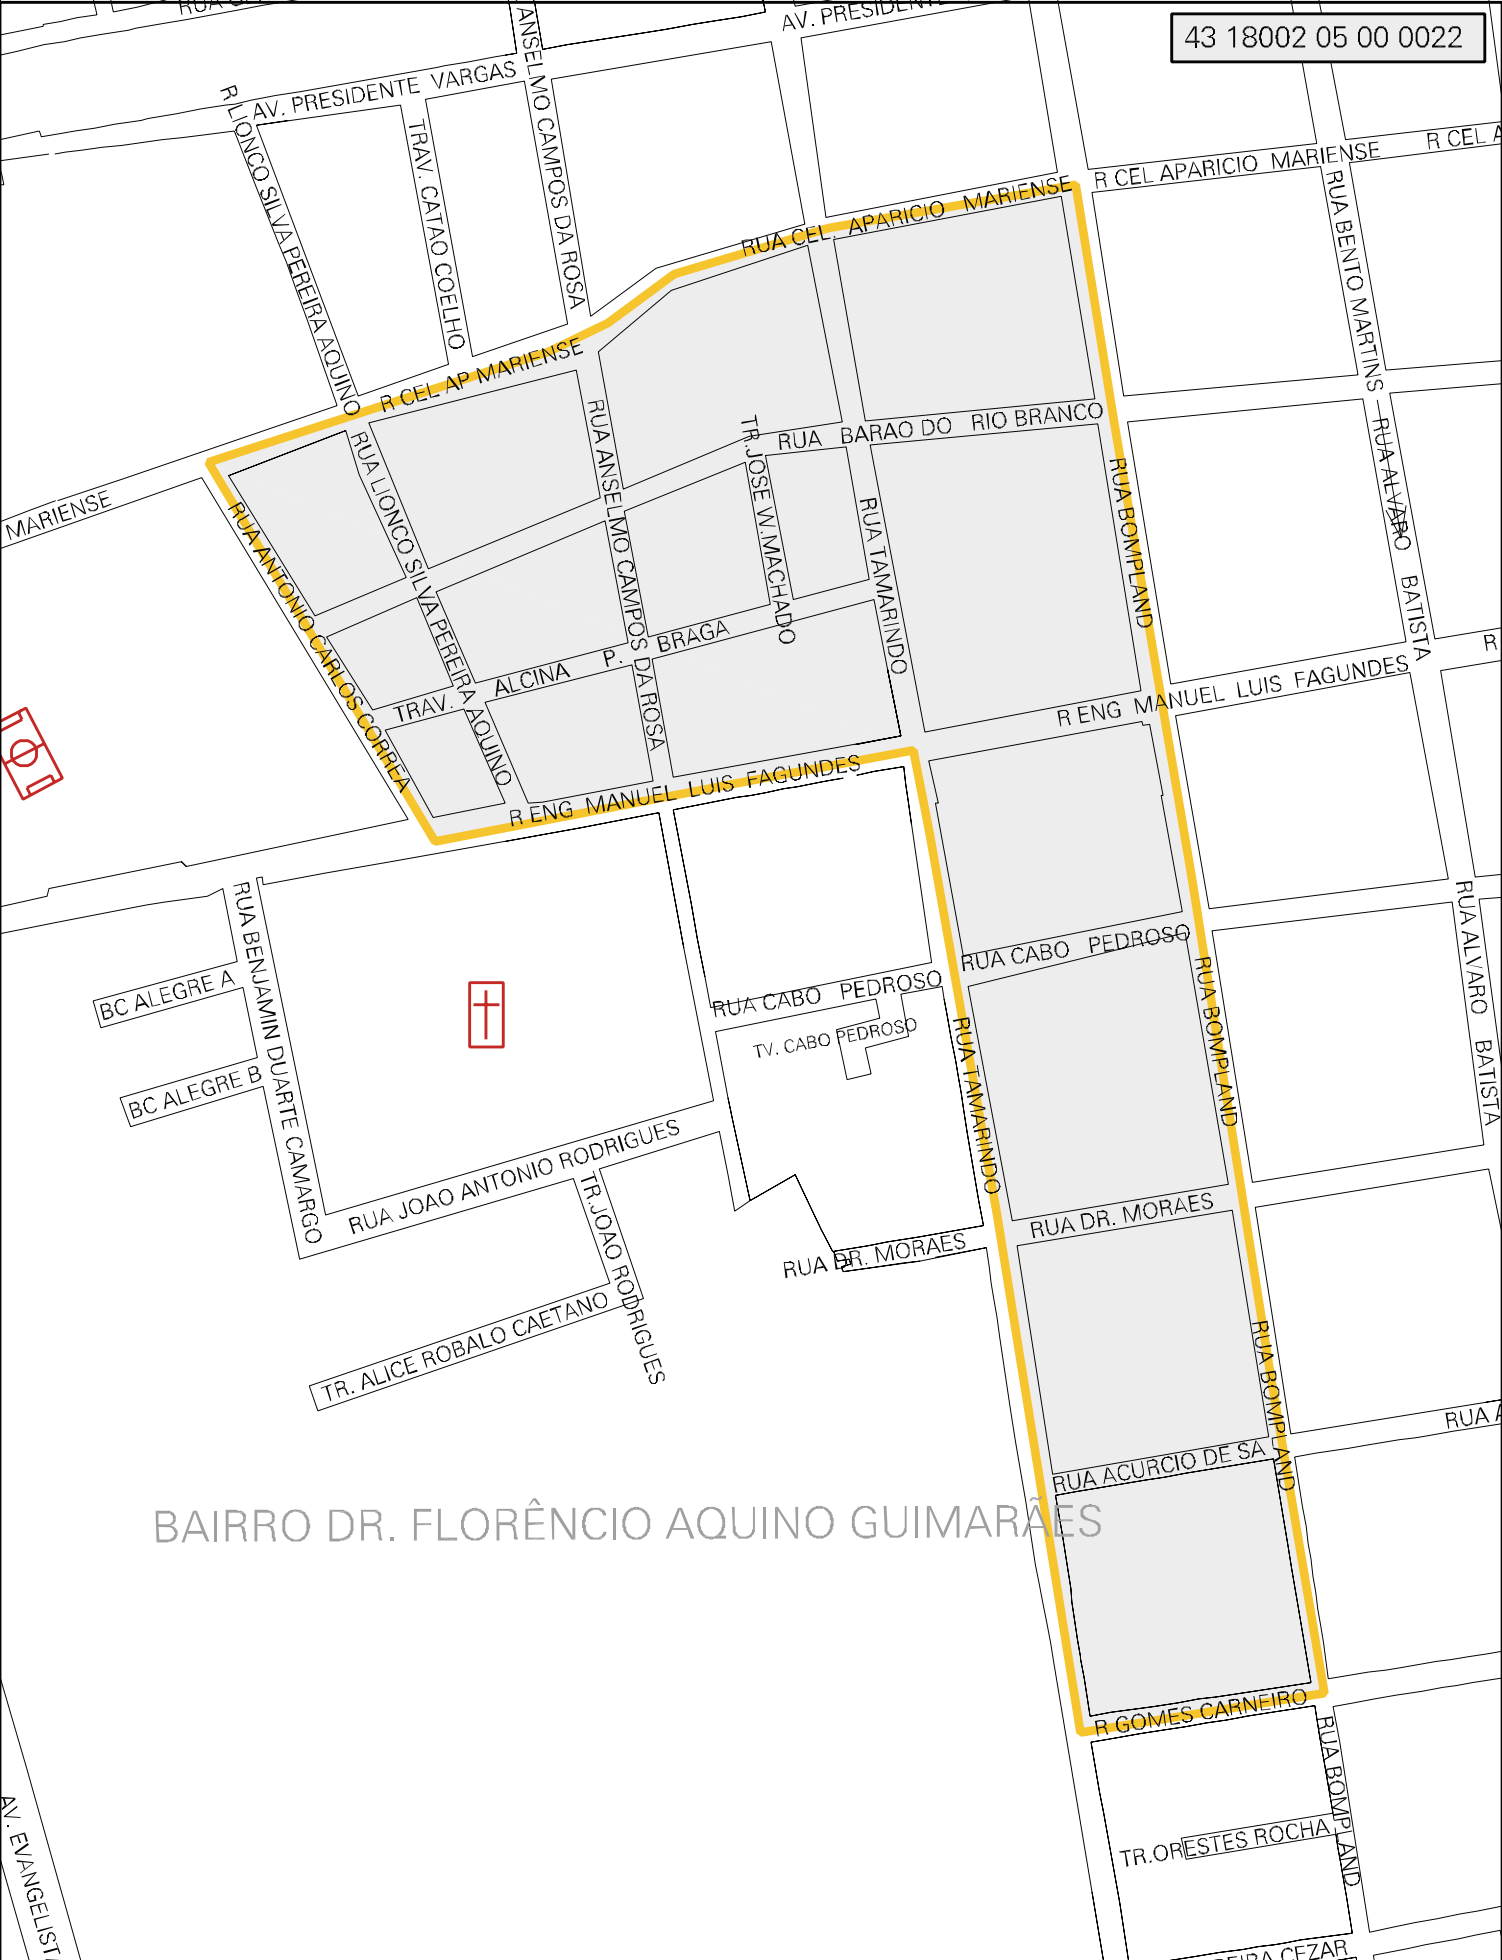 AV. PRESIDENTE
43 18002 05 00 0022
ANSELMO CAMPOS DA ROSA
AV. PRESIDENTE VARGAS
R LIONCO SILVA PEREIRA AQUINO
TRAV. CATAO COELHO
R CEL APARICIO MARIENSE
R CEL A
RUA CEL. APARICIO MARIENSE
RUA BENTO MARTINS
R CEL AP MARIENSE
RUA BARAO DO RIO BRANCO
MARIENSE
RUA LIONCO SILVA PEREIRA AQUINO
RUA ANSELMO CAMPOS DA ROSA
TR.JOSE W.MACHADO
RUA TAMARINDO
RUA BOMPLAND
RUA ALVARO BATISTA
RUA ANTONIO CARLOS CORREA
TRAV. ALCINA P. BRAGA
R
R ENG MANUEL LUIS FAGUNDES
R ENG MANUEL LUIS FAGUNDES
RUA BENJAMIN DUARTE CAMARGO
RUA ALVARO BATISTA
RUA CABO PEDROSO
RUA CABO PEDROSO
RUA BOMPLAND
BC ALEGRE A
TV. CABO PEDROSO
RUA TAMARINDO
BC ALEGRE B
RUA JOAO ANTONIO RODRIGUES
TR.JOAO RODRIGUES
RUA DR. MORAES
RUA DR. MORAES
TR. ALICE ROBALO CAETANO
RUA BOMPLAND
RUA A
RUA ACURCIO DE SA
BAIRRO DR. FLORÊNCIO AQUINO GUIMARÃES
R GOMES CARNEIRO
RUA BOMPLAND
TR.ORESTES ROCHA
AV. EVANGELISTA
CEZAR